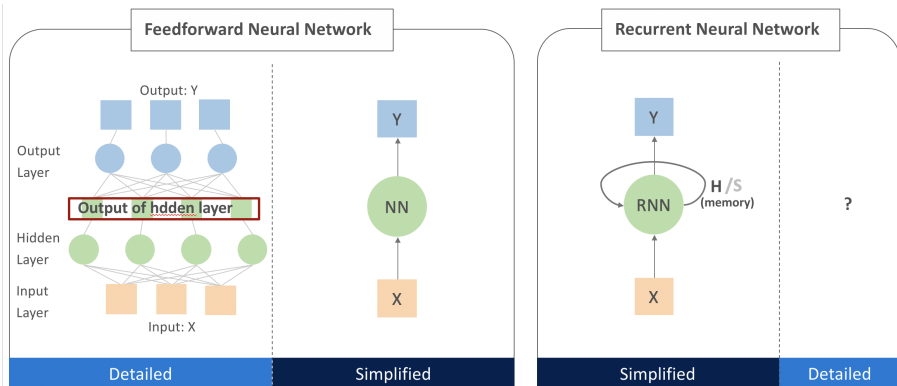 Feedforward Neural Network
Output: Y
Output
Layer
Output of hdden layer
Hidden
Layer
Input
Layer
Input: X
Y
NN
X
Detailed
Simplified
Recurrent Neural Network
Y
RNN
H/S
(memory)
X
?
Simplified
Detailed